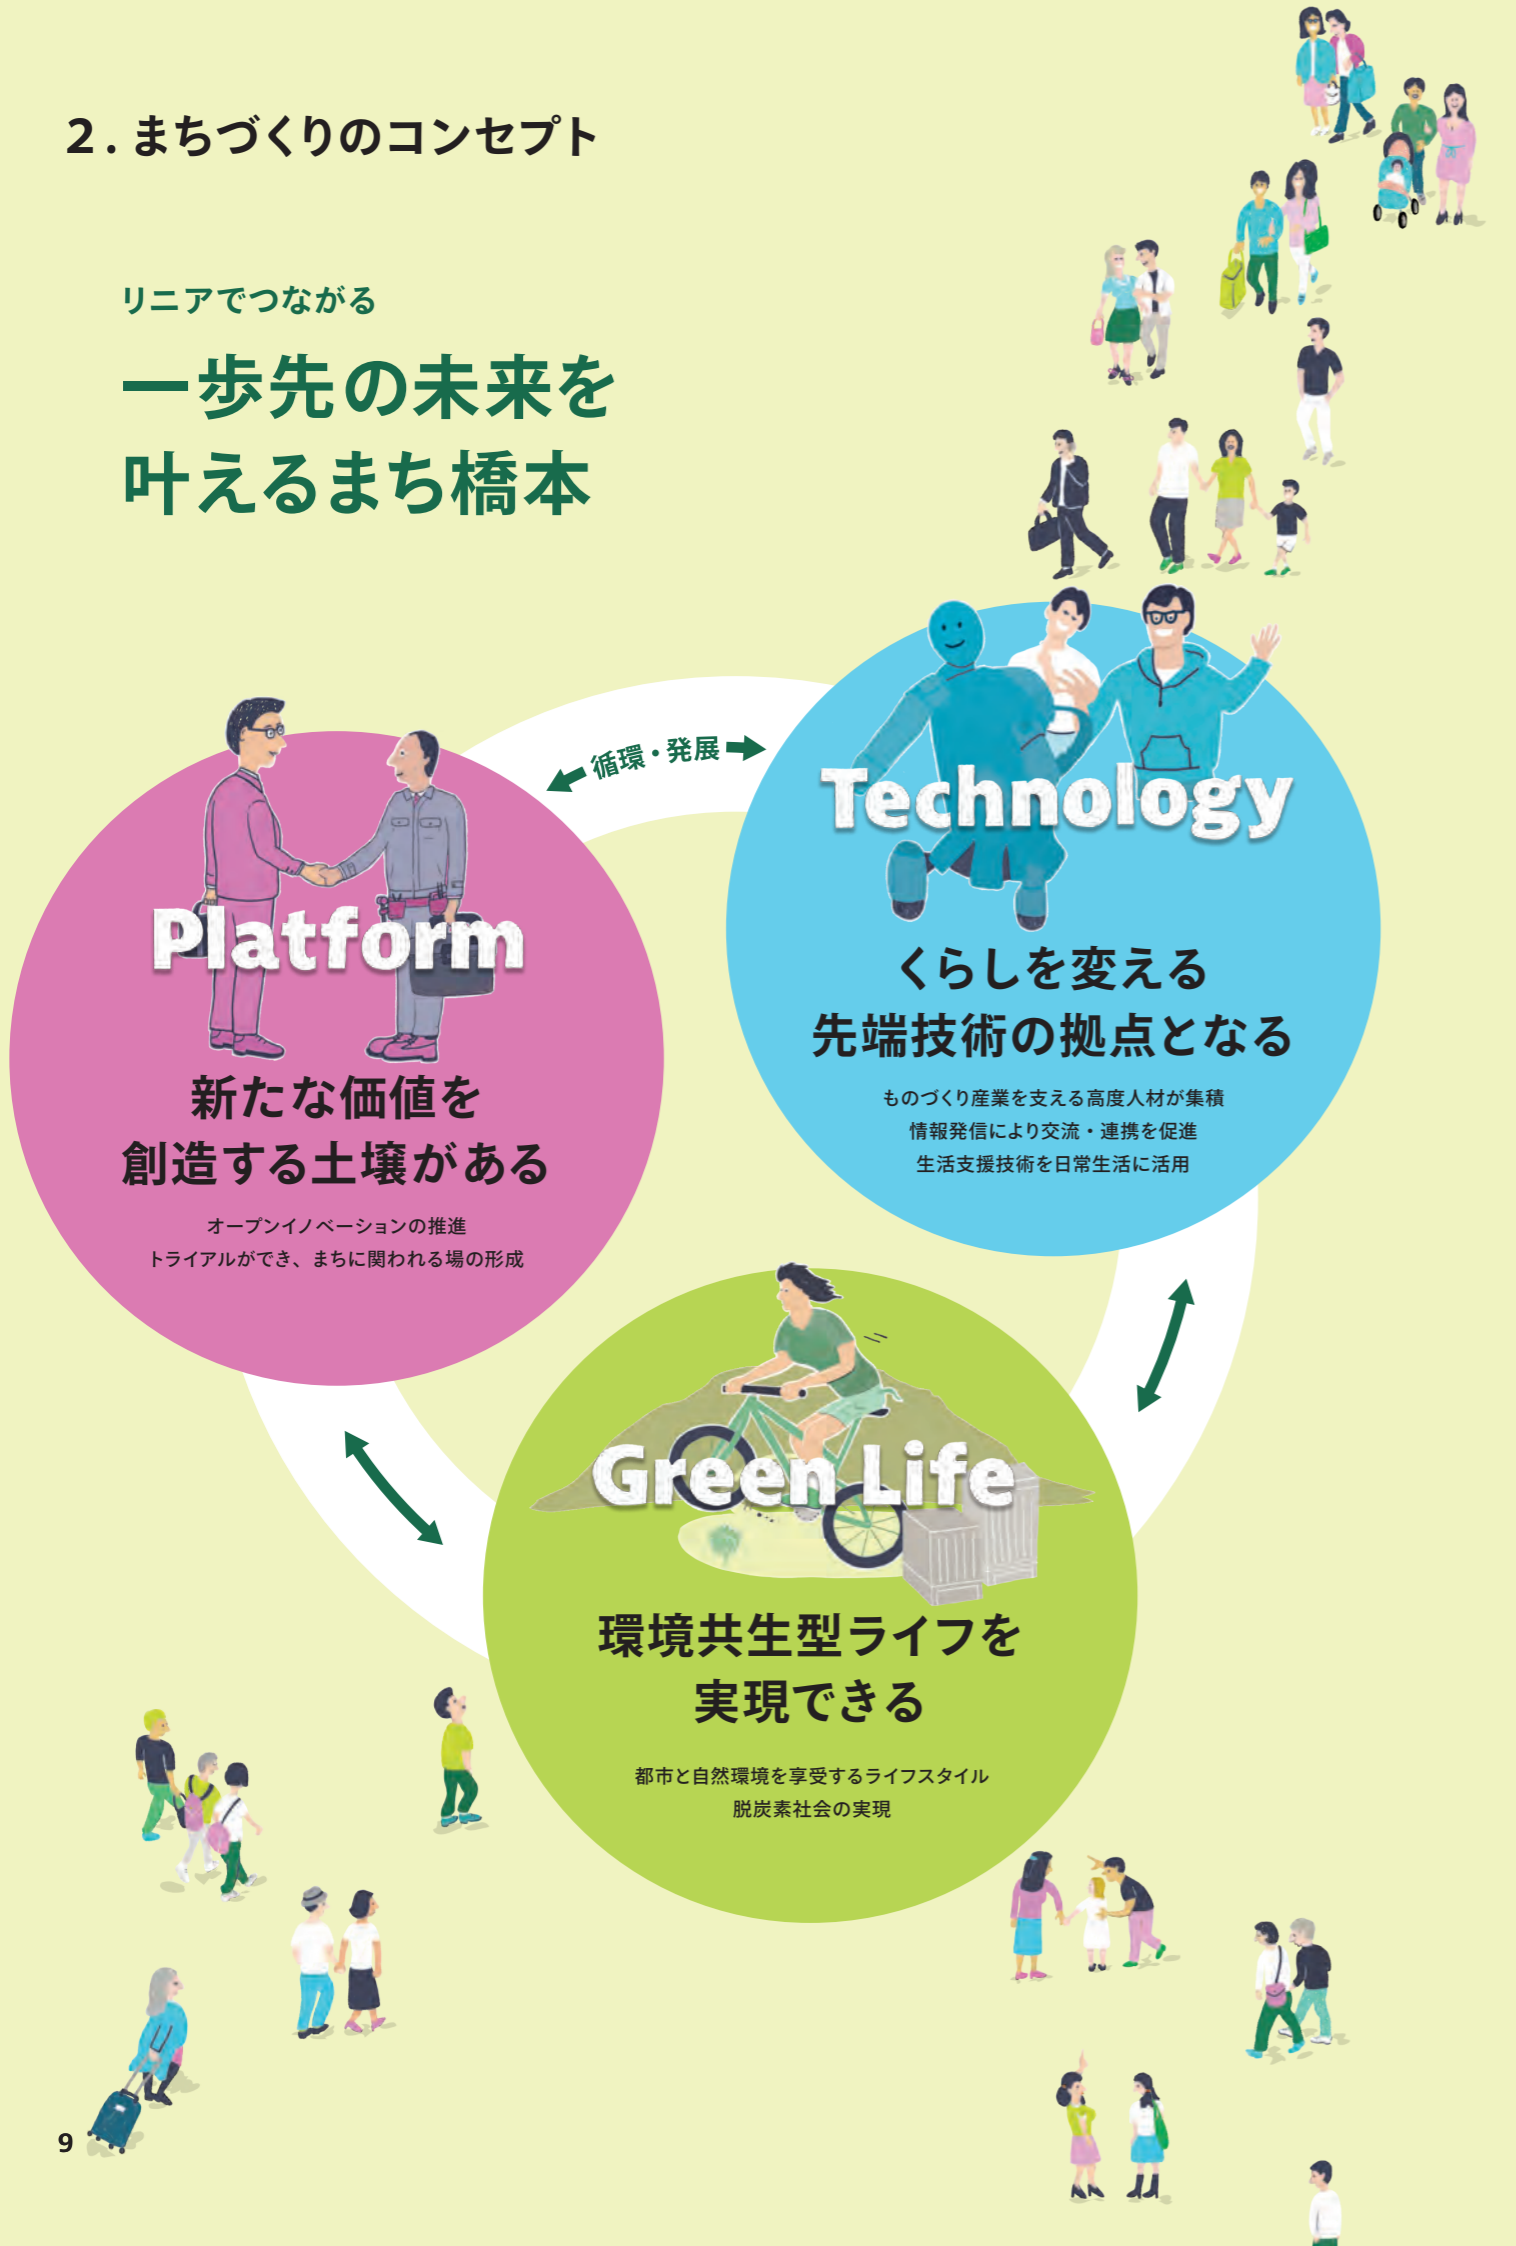 2. まちづくりのコンセプト
リニアでつながる
一歩先の未来を
叶えるまち橋本
循環・発展
Technology
くらしを変える
先端技術の拠点となる
ものづくり産業を支える高度人材が集積
情報発信により交流・連携を促進
生活支援技術を日常生活に活用
Platform
新たな価値を
創造する土壌がある
オープンイノベーションの推進
トライアルができ、まちに関われる場の形成
Green Life
環境共生型ライフを
実現できる
都市と自然環境を享受するライフスタイル
脱炭素社会の実現
9